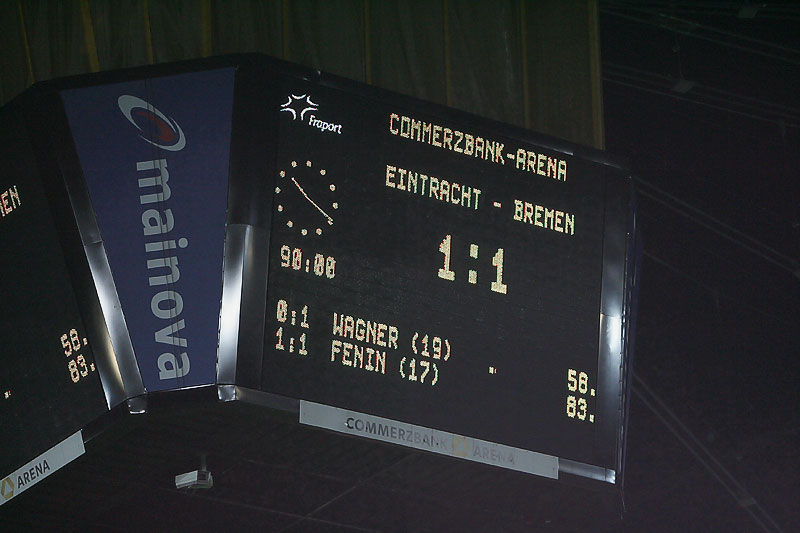 Fraport
COMMERZBANK-ARENA
EINTRACHT - BREMEN
1:1
90:00
0:1 WAGNER (19) 58.
1:1 FENIN (17) 83.
COMMERZBANK ARENA
mainova
EN
58.
83.
ARENA